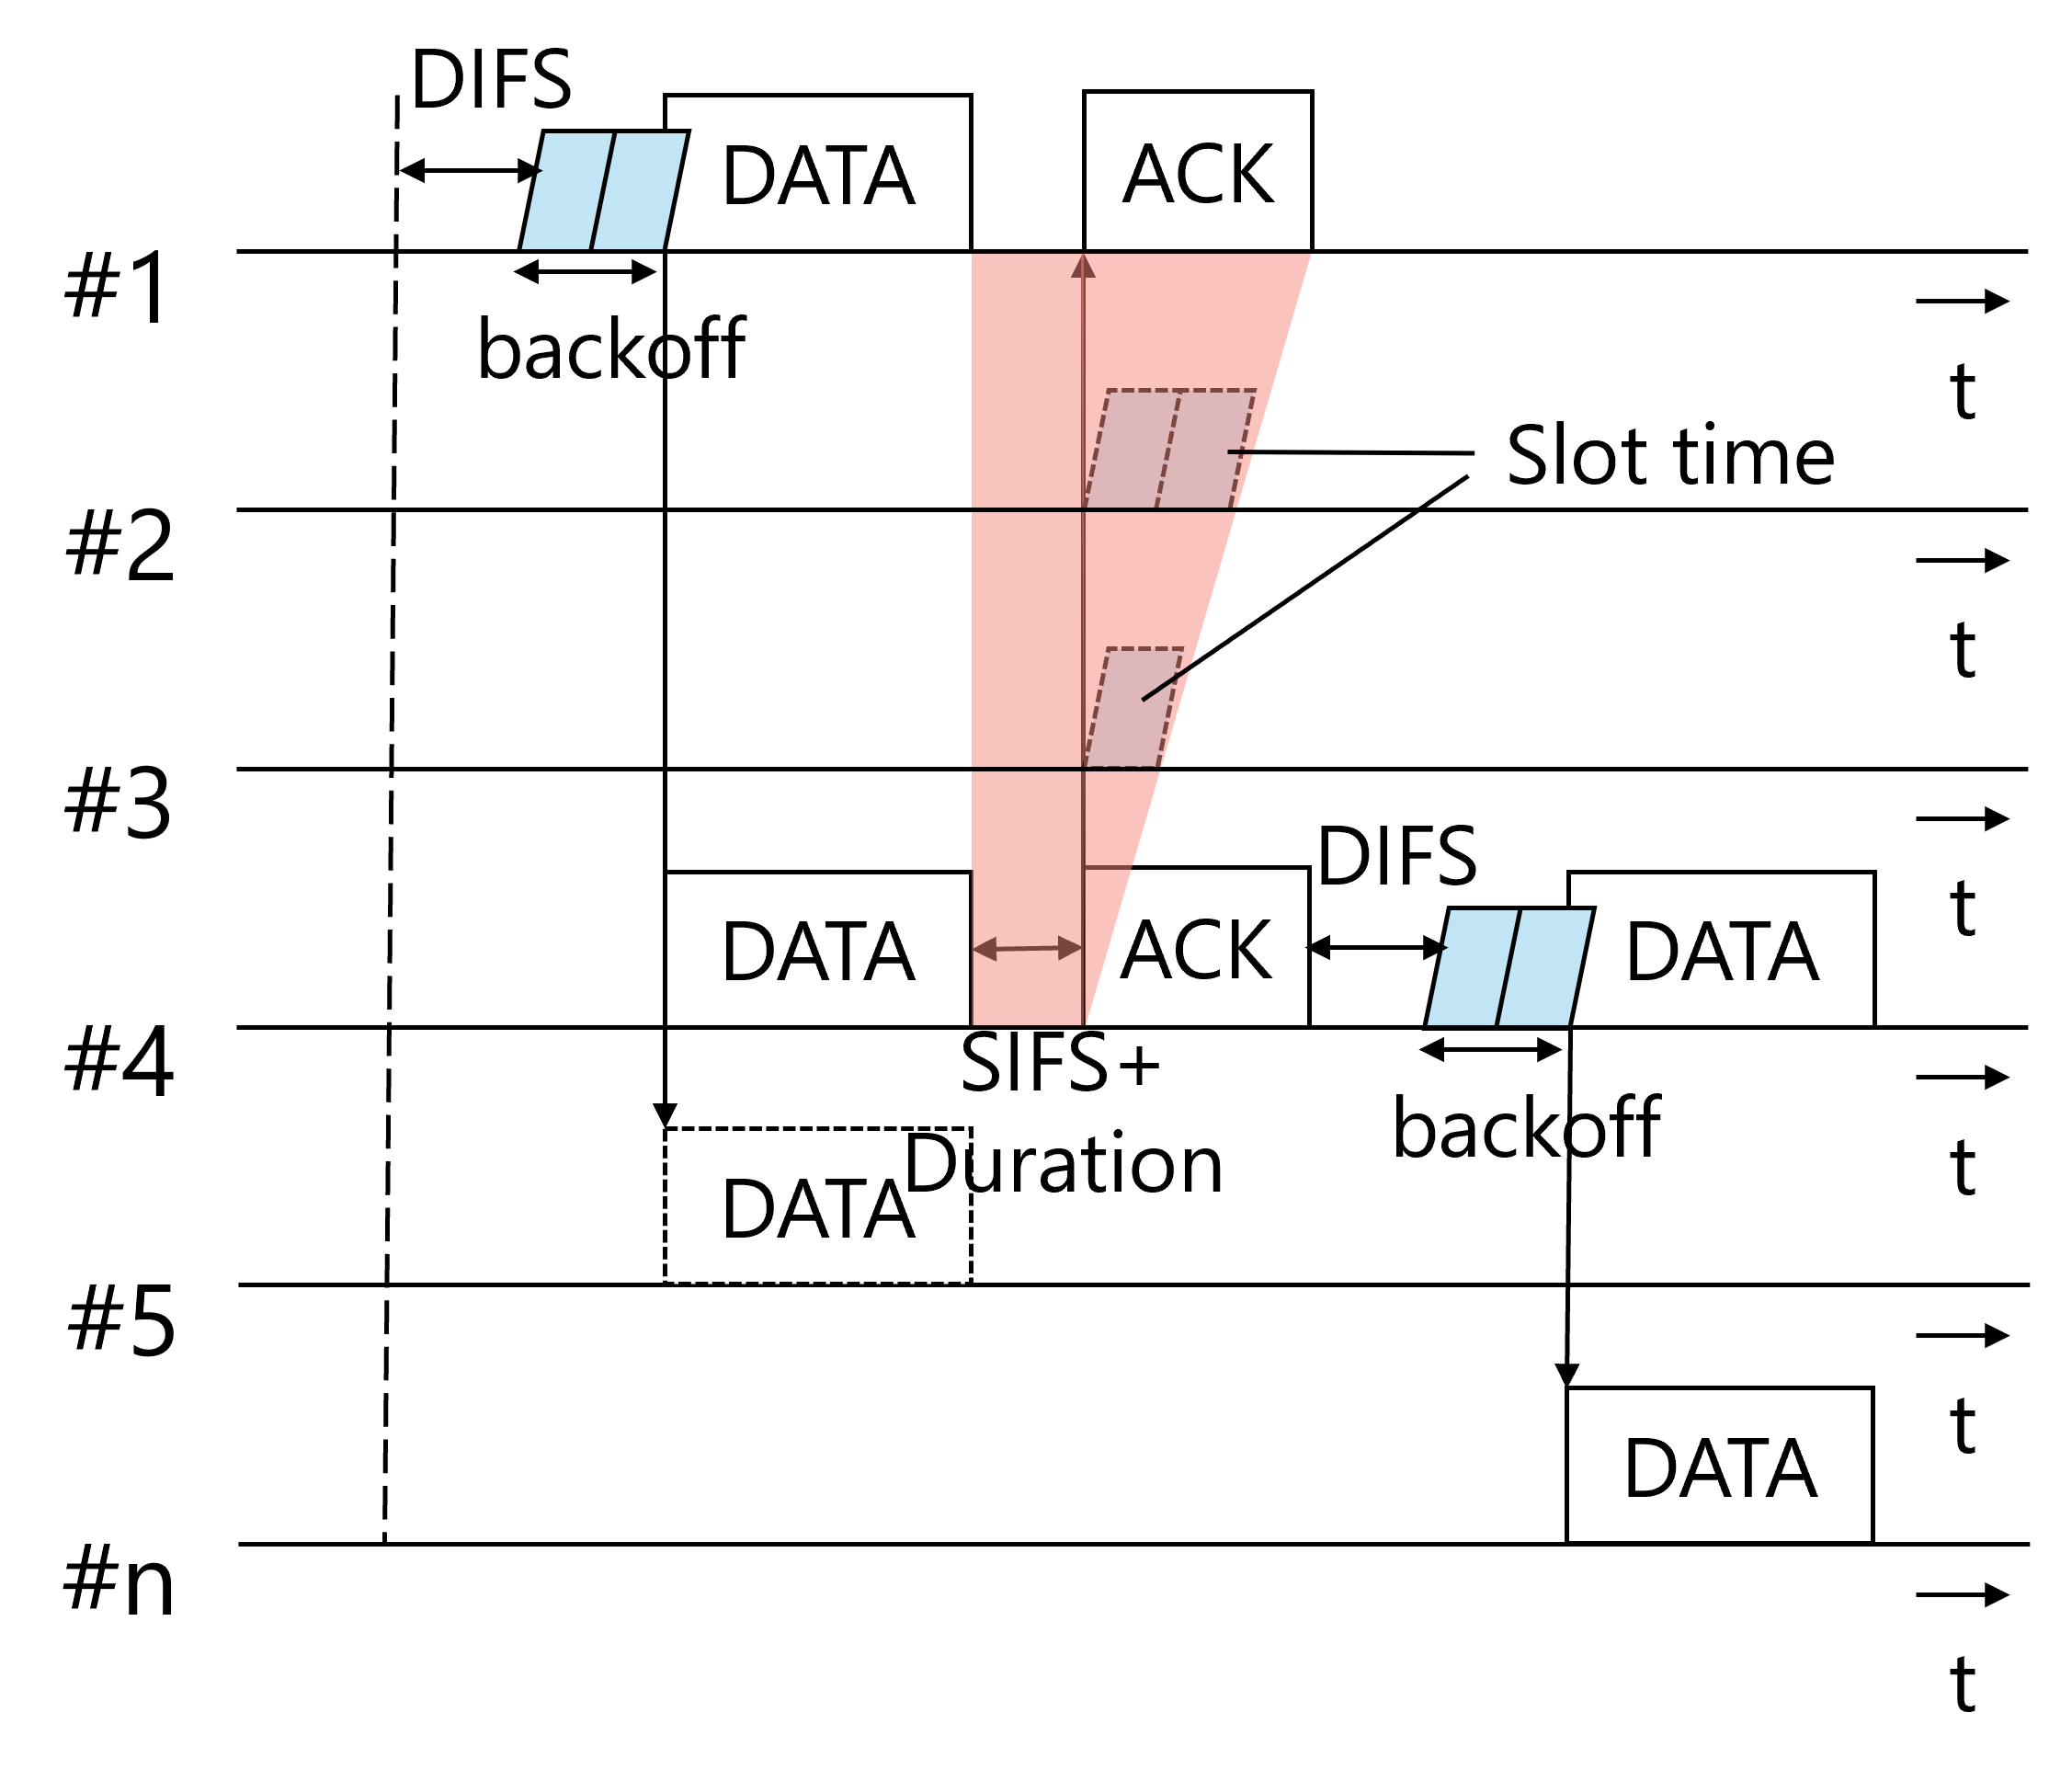 DIFS
DATA
ACK
#1
backoff
t
Slot time
#2
t
#3
DIFS
t
DATA
ACK
DATA
#4
SIFS+
Duration
backoff
t
DATA
#5
t
DATA
#n
t